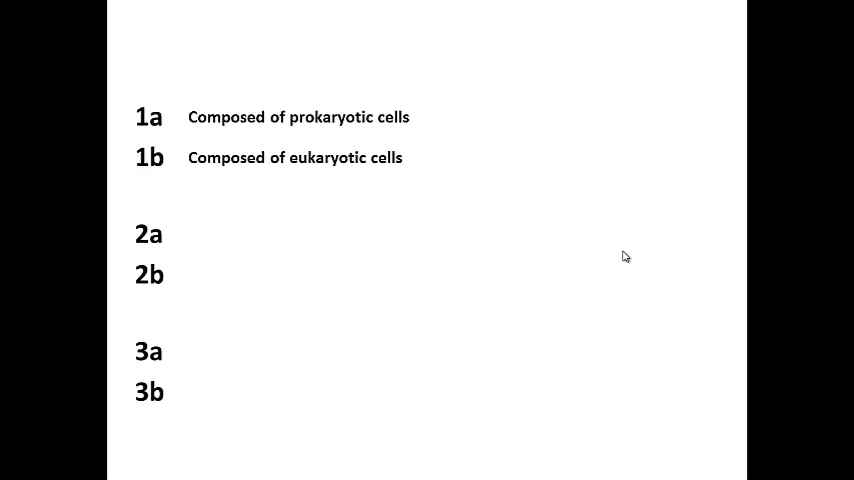 1a Composed of prokaryotic cells
1b Composed of eukaryotic cells
2a
2b
3a
3b